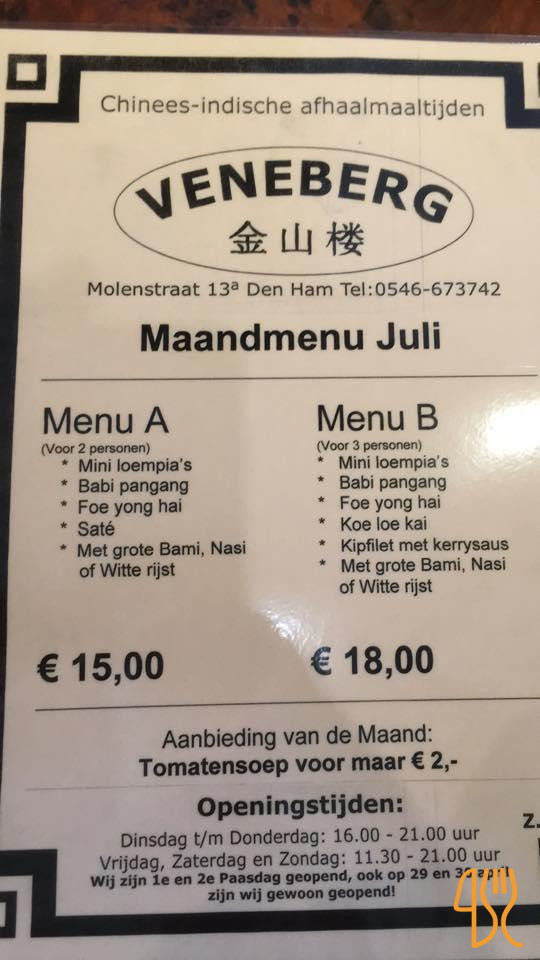 Chinees-indische afhaalmaaltijden
VENEBERG
金山楼
Molenstraat 13ª Den Ham Tel:0546-673742
Maandmenu Juli
Menu A
(Voor 2 personen)
* Mini loempia's
* Babi pangang
* Foe yong hai
* Saté
* Met grote Bami, Nasi
of Witte rijst
€ 15,00
Menu B
(Voor 3 personen)
* Mini loempia's
* Babi pangang
* Foe yong hai
* Koe loe kai
* Kipfilet met kerrysaus
* Met grote Bami, Nasi
of Witte rijst
€ 18,00
Aanbieding van de Maand:
Tomatensoep voor maar € 2,-
Openingstijden:
Dinsdag t/m Donderdag: 16.00 - 21.00 uur
Vrijdag, Zaterdag en Zondag: 11.30 - 21.00 uur
Wij zijn 1e en 2e Paasdag geopend, ook op 29 en april
zijn wij gewoon geopend!
z.